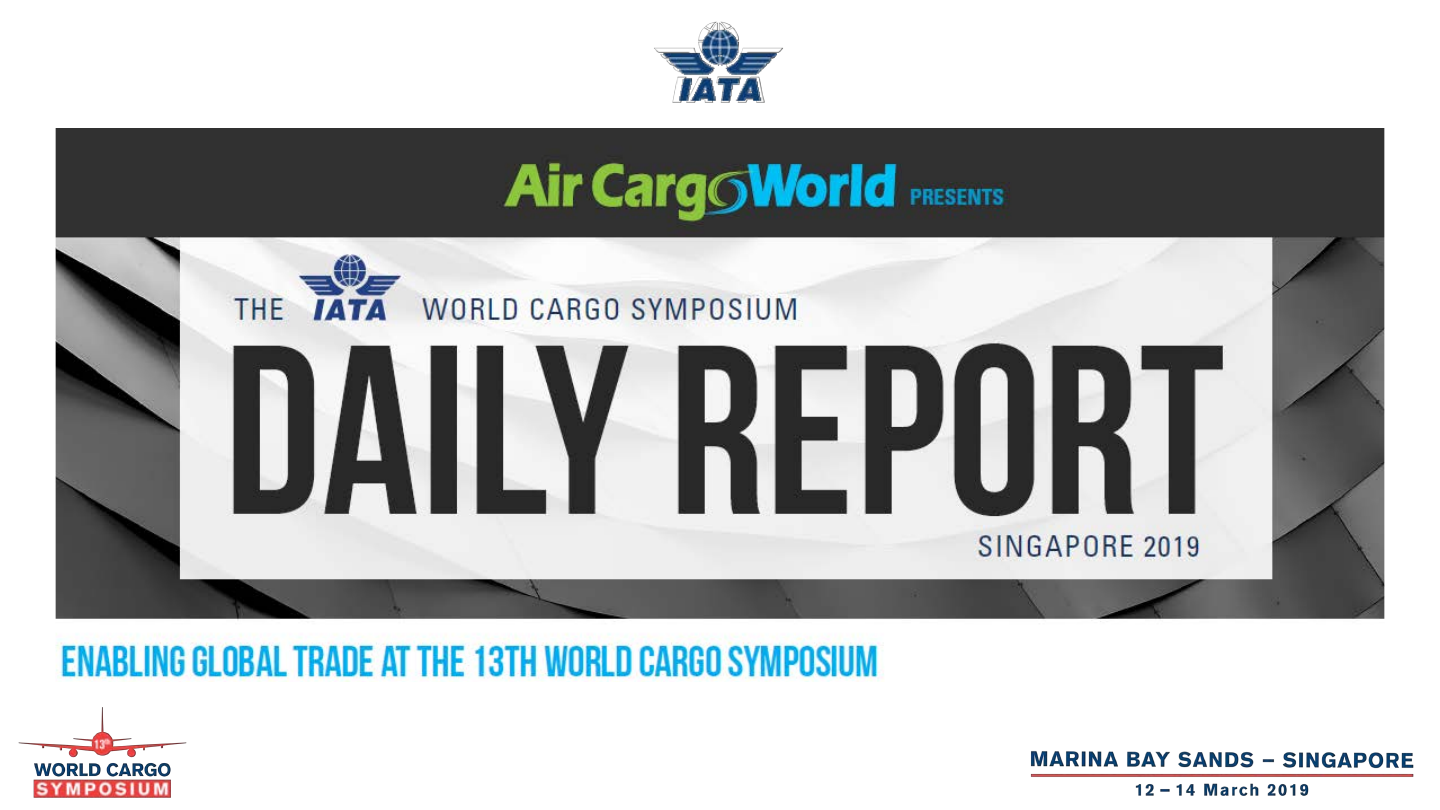 IATA
Air CargoWorld PRESENTS
THE IATA WORLD CARGO SYMPOSIUM
DAILY REPORT
SINGAPORE 2019
ENABLING GLOBAL TRADE AT THE 13TH WORLD CARGO SYMPOSIUM
13th
WORLD CARGO
SYMPOSIUM
MARINA BAY SANDS – SINGAPORE
12 – 14 March 2019